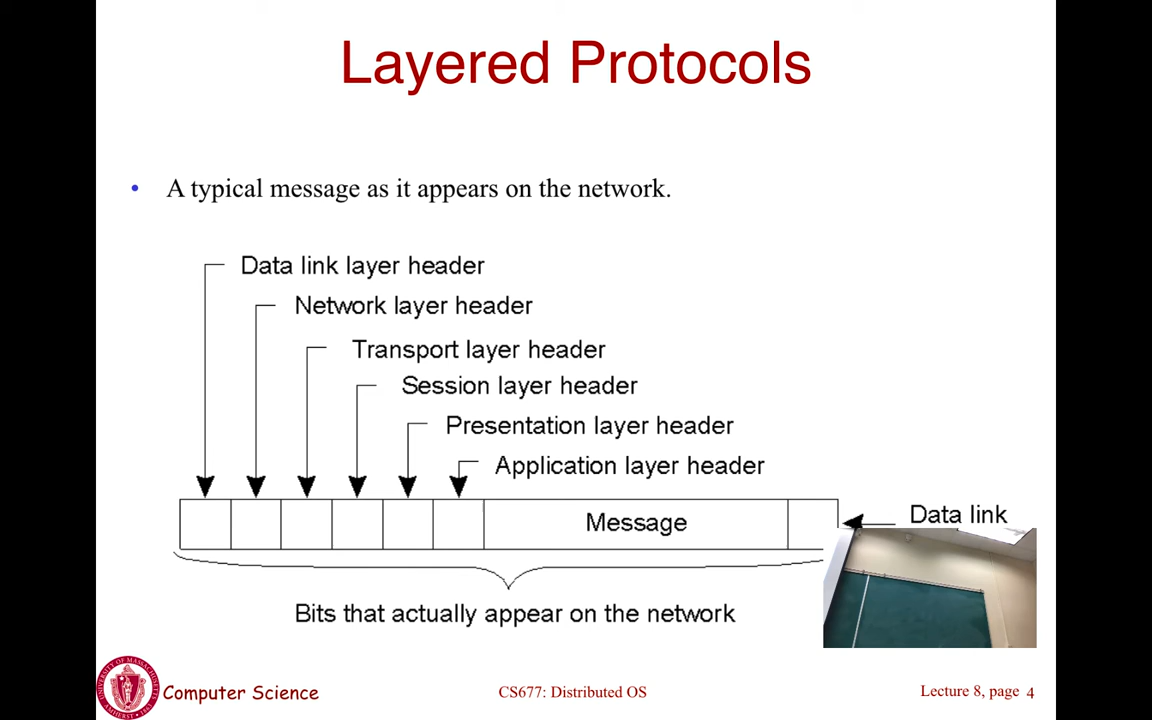 Layered Protocols
• A typical message as it appears on the network.
Data link layer header
Network layer header
Transport layer header
Session layer header
Presentation layer header
Application layer header
Message
Data link
Bits that actually appear on the network
Computer Science
CS677: Distributed OS
Lecture 8, page 4